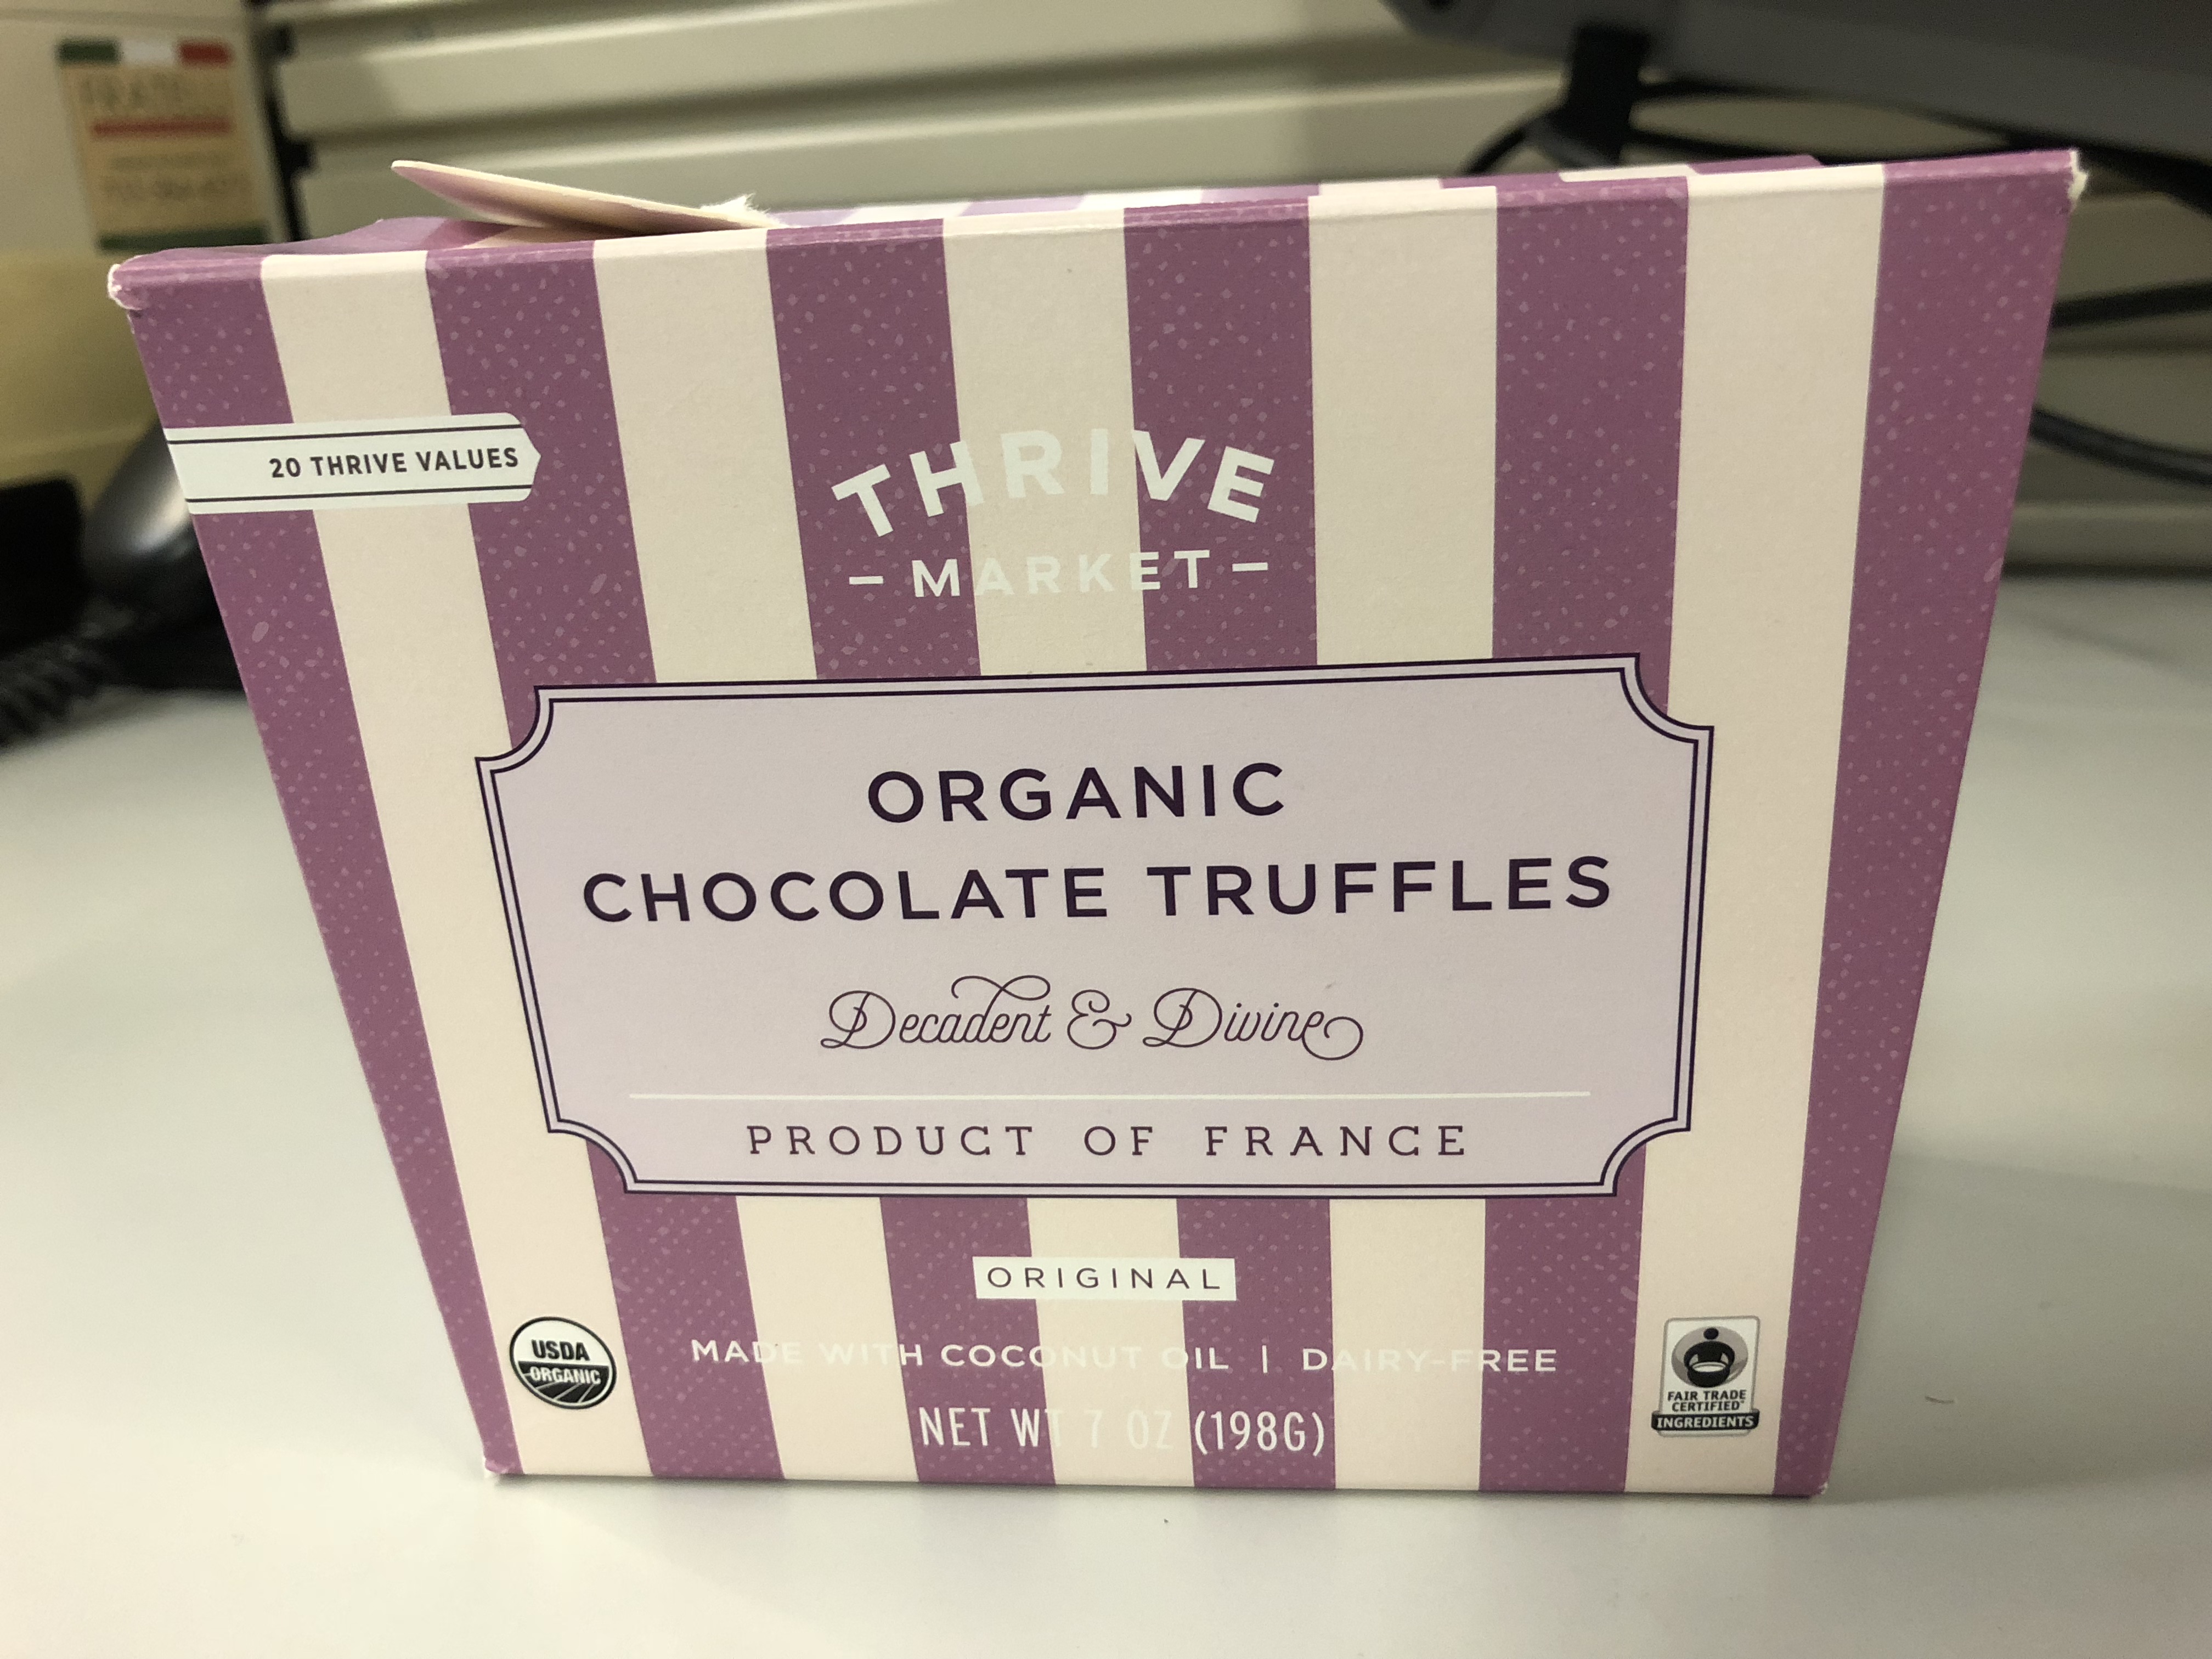 20 THRIVE VALUES
THRIVE
- MARKET -
ORGANIC
CHOCOLATE TRUFFLES
Decadent & Divine
PRODUCT OF FRANCE
ORIGINAL
MADE WITH COCONUT OIL | DAIRY-FREE
NET WT 7 OZ (198G)
USDA
ORGANIC
FAIR TRADE
CERTIFIED
INGREDIENTS